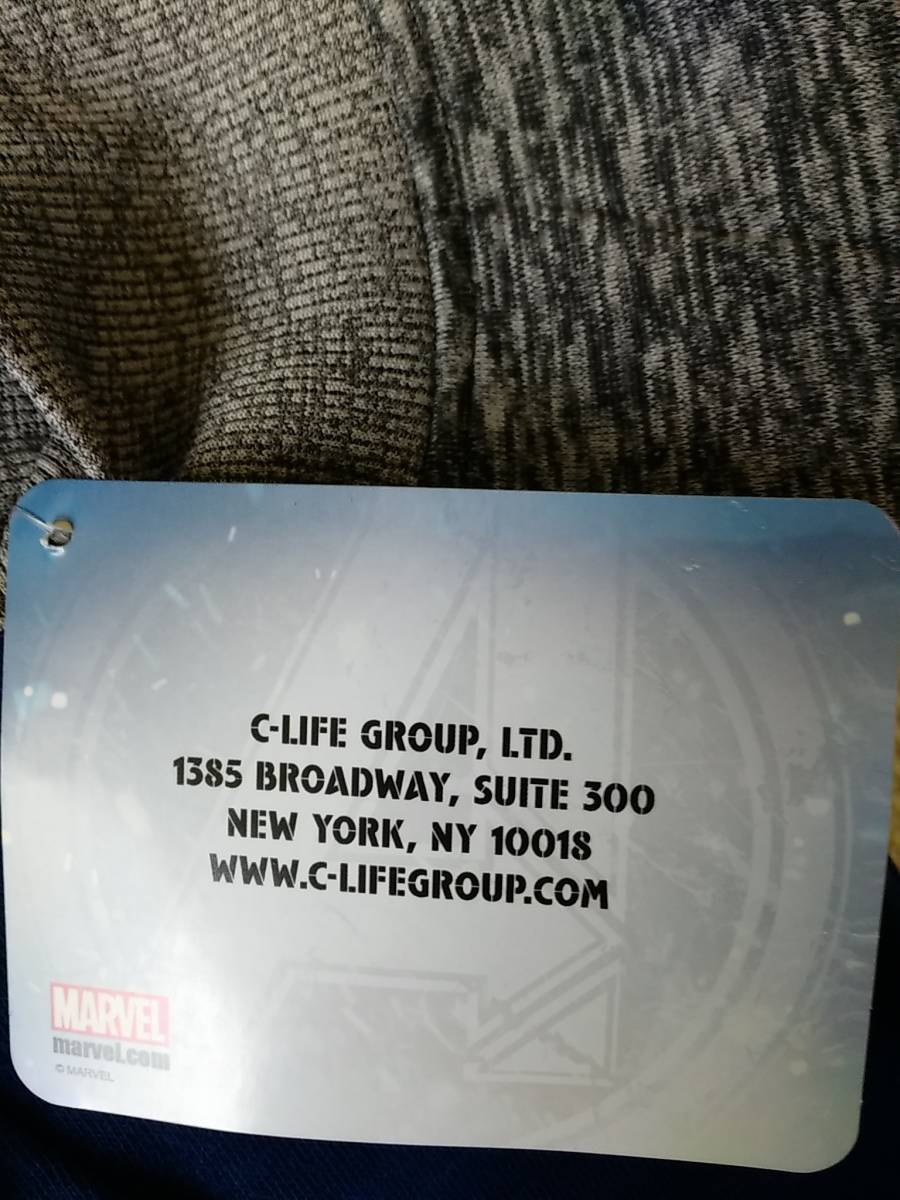 C-LIFE GROUP, LTD.
1385 BROADWAY, SUITE 300
NEW YORK, NY 10018
WWW.C-LIFEGROUP.COM
MARVEL
marvel.com
© MARVEL